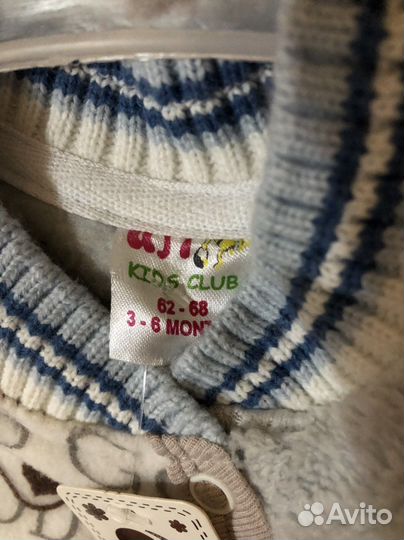 KIDS CLUB
62 - 68
3 - 6 MONT
Avito